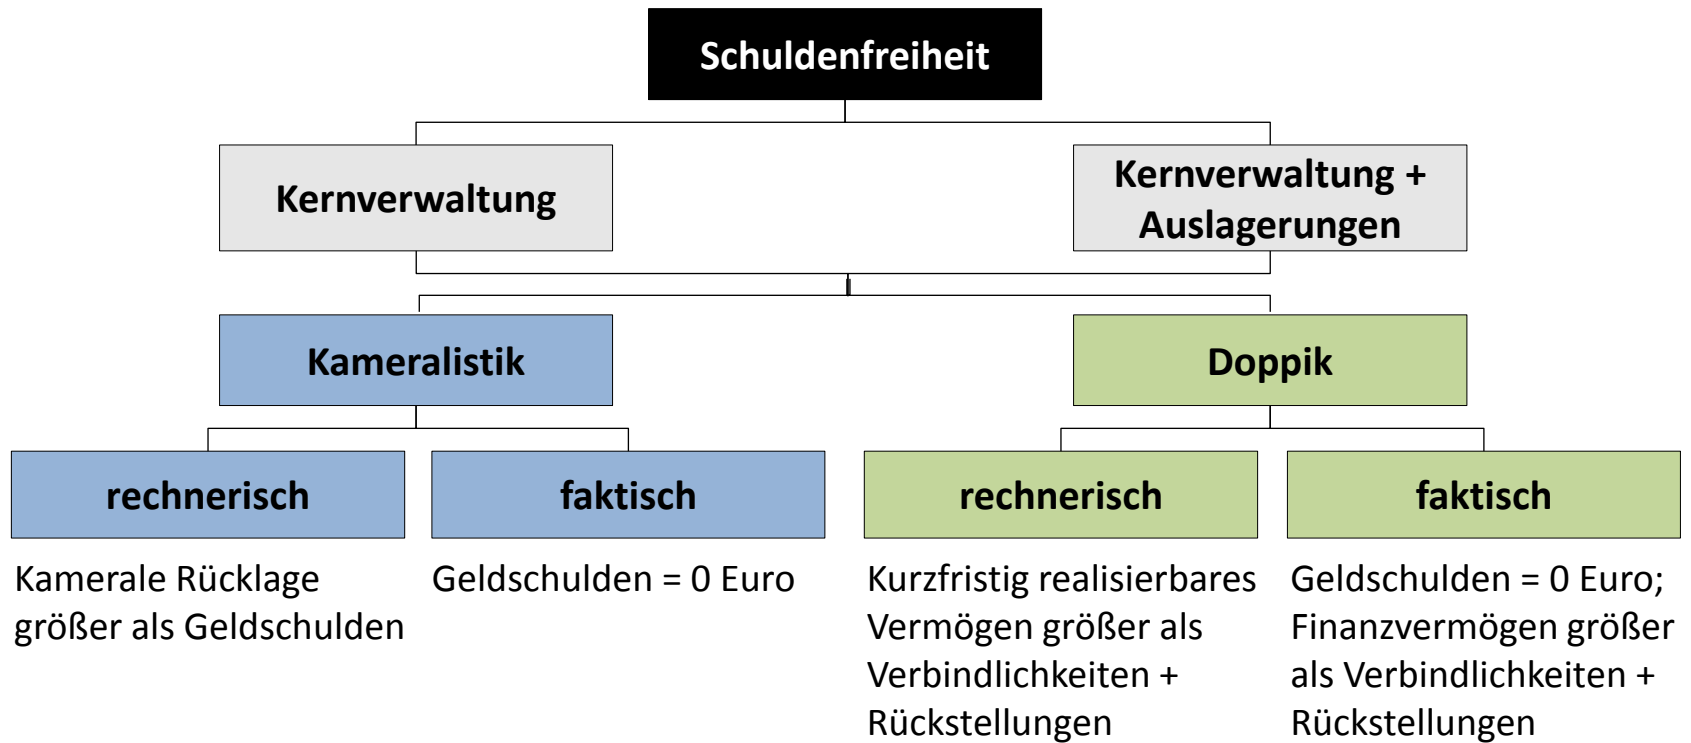 Schuldenfreiheit
Kernverwaltung
Kernverwaltung +
Auslagerungen
Kameralistik
Doppik
rechnerisch
faktisch
rechnerisch
faktisch
Kamerale Rücklage
größer als Geldschulden
Geldschulden = 0 Euro
Kurzfristig realisierbares
Vermögen größer als
Verbindlichkeiten +
Rückstellungen
Geldschulden = 0 Euro;
Finanzvermögen größer
als Verbindlichkeiten +
Rückstellungen